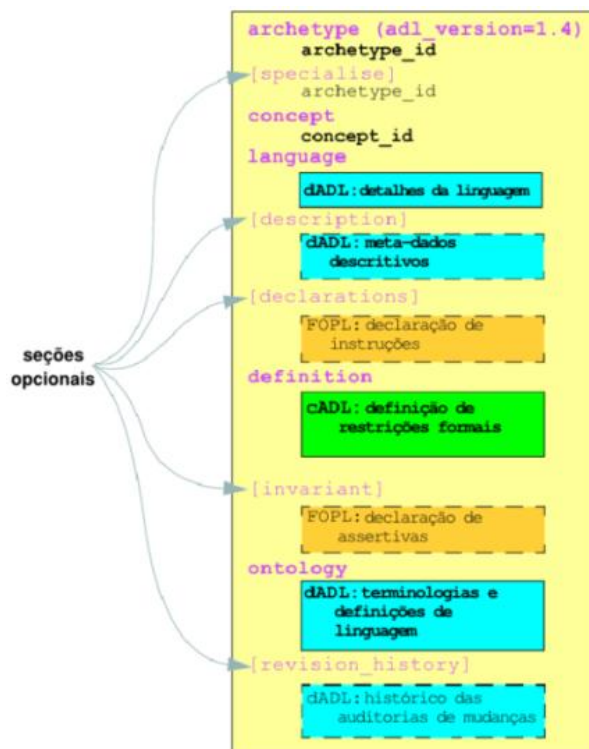 archetype (adl_version=1.4)
archetype_id
[specialise]
archetype_id
concept
concept_id
language
dADL: detalhes da linguagem
[description]
dADL: meta-dados
descritivos
[declarations]
FOPL: declaração de
instruções
seções
opcionais
definition
cADL: definição de
restrições formais
[invariant]
FOPL: declaração de
assertivas
ontology
dADL: terminologias e
definições de
linguagem
[revision_history]
dADL: histórico das
auditorias de mudanças